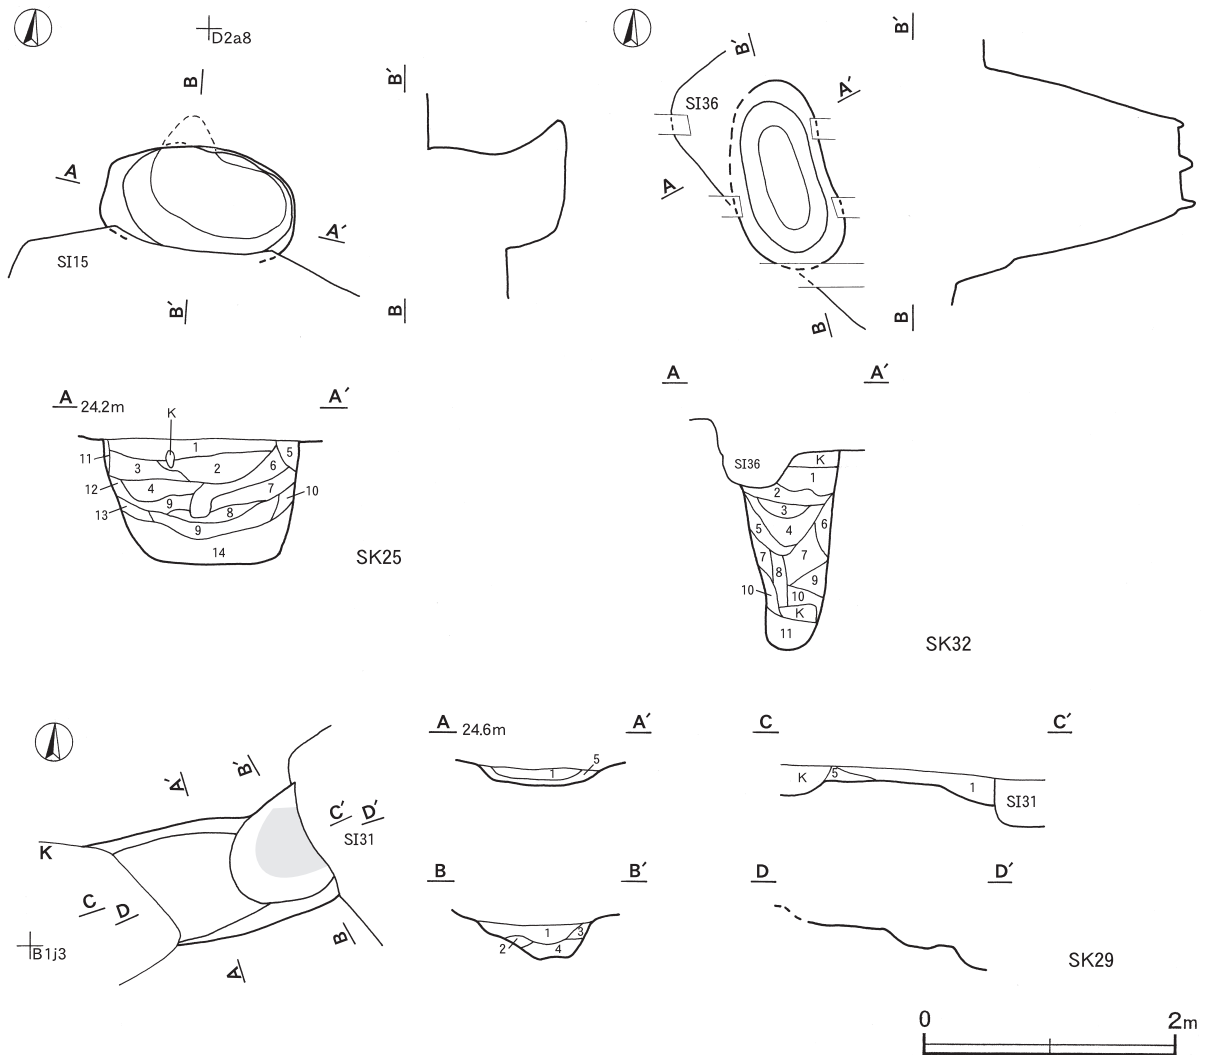 D2a8
B
A
A′
SI15
B′
B′
B
A 24.2m
A′
K
1
2
3
4
5
6
7
8
9
9
10
11
12
13
14
SK25
B′
SI36
A′
A
B
B′
B
A
A′
SI36
K
1
2
3
4
5
6
7
7
8
9
10
10
K
11
SK32
A′
B′
C′ D′
SI31
K
C
D
B1j3
A
B
A 24.6m
A′
1
5
B
B′
1
2
3
4
C
C′
K
5
1
SI31
D
D′
SK29
0
2m